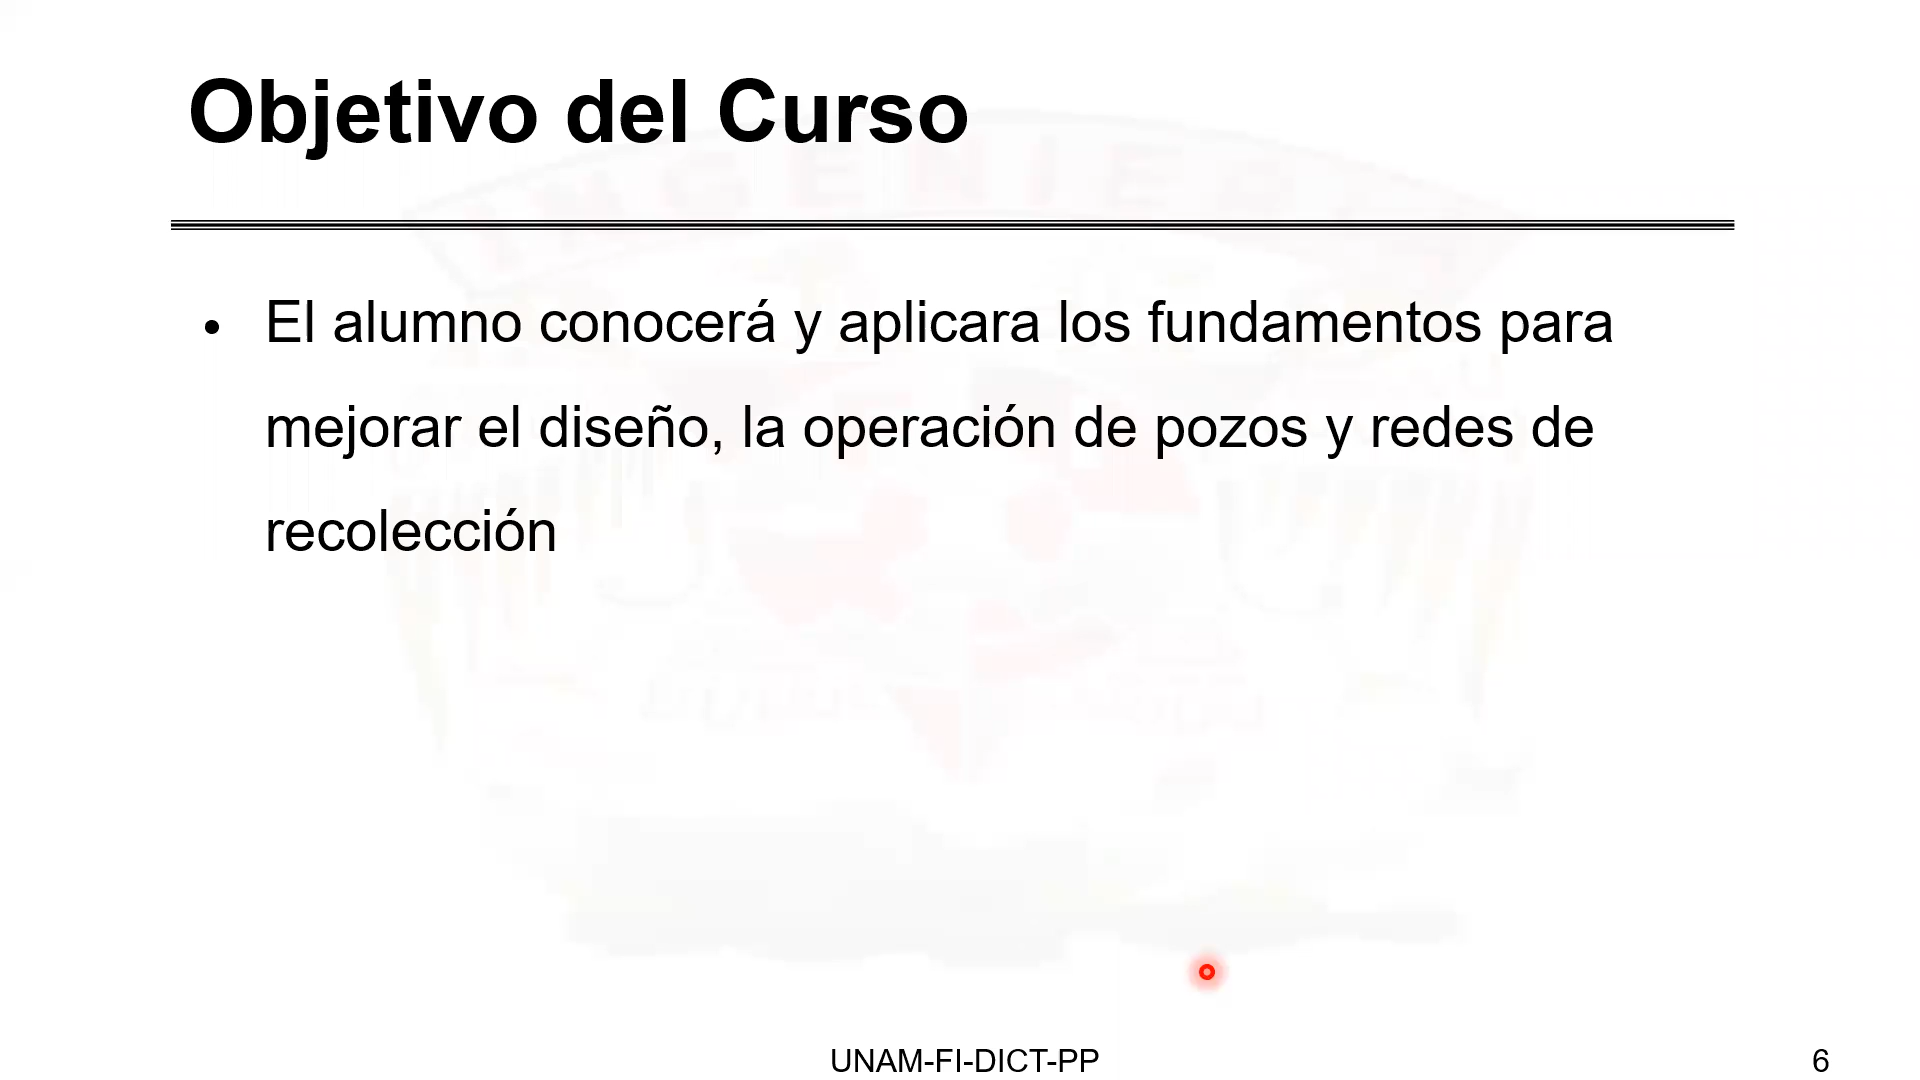 Objetivo del Curso
INGENIERIA
• El alumno conocerá y aplicara los fundamentos para
mejorar el diseño, la operación de pozos y redes de
recolección
UNAM-FI-DICT-PP
6